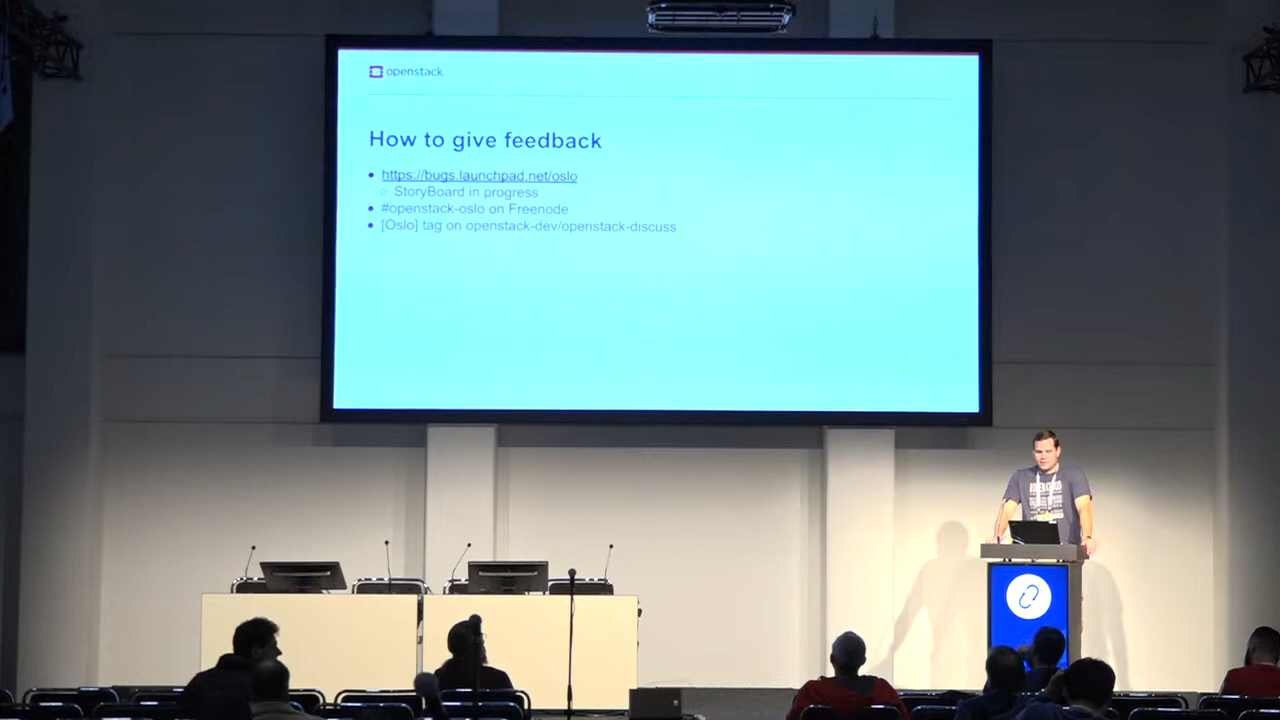 openstack.
How to give feedback
https://bugs.launchpad.net/oslo
StoryBoard in progress
#openstack-oslo on Freenode
[Oslo] tag on openstack-dev/openstack-discuss